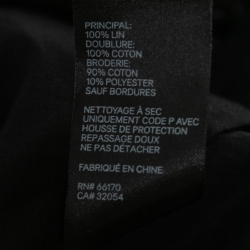 PRINCIPAL:
100% LIN
DOUBLURE:
100% COTON
BRODERIE:
90% COTON
10% POLYESTER
SAUF BORDURES
NETTOYAGE À SEC
UNIQUEMENT CODE P AVEC
HOUSSE DE PROTECTION
REPASSAGE DOUX
NE PAS DÉTACHER
FABRIQUÉ EN CHINE
RN# 66170
CA# 32054